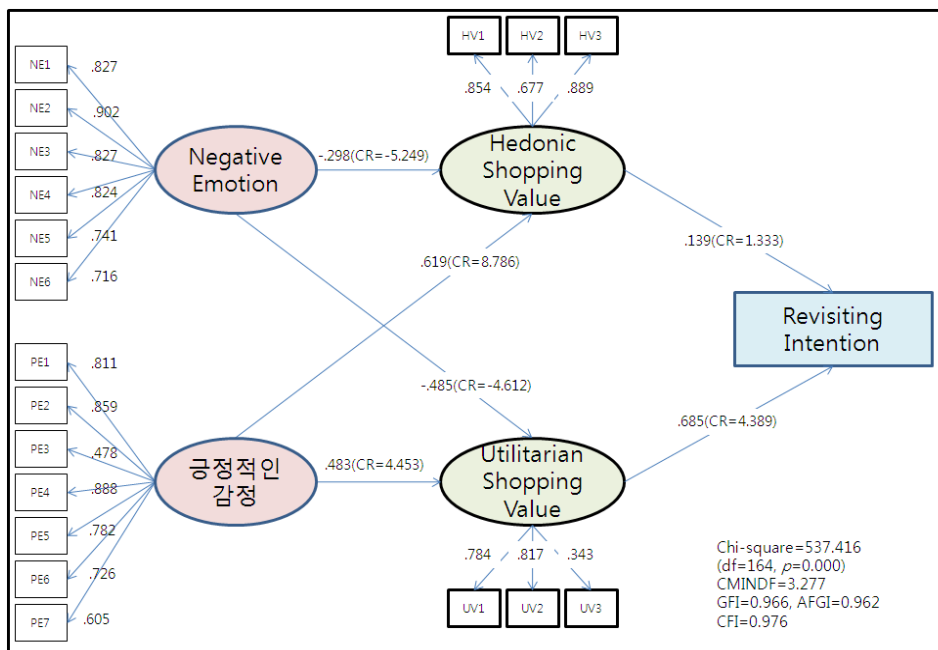 HV1
HV2
HV3
.854
.677
.889
NE1
NE2
NE3
NE4
NE5
NE6
.827
.902
.827
.824
.741
.716
Negative
Emotion
-.298(CR=-5.249)
Hedonic
Shopping
Value
.619(CR=8.786)
.139(CR=1.333)
Revisiting
Intention
PE1
PE2
PE3
PE4
PE5
PE6
PE7
.811
.859
.478
.888
.782
.726
.605
긍정적인
감정
-.485(CR=-4.612)
.483(CR=4.453)
Utilitarian
Shopping
Value
.685(CR=4.389)
.784
.817
.343
UV1
UV2
UV3
Chi-square=537.416
(df=164, p=0.000)
CMINDF=3.277
GFI=0.966, AFGI=0.962
CFI=0.976